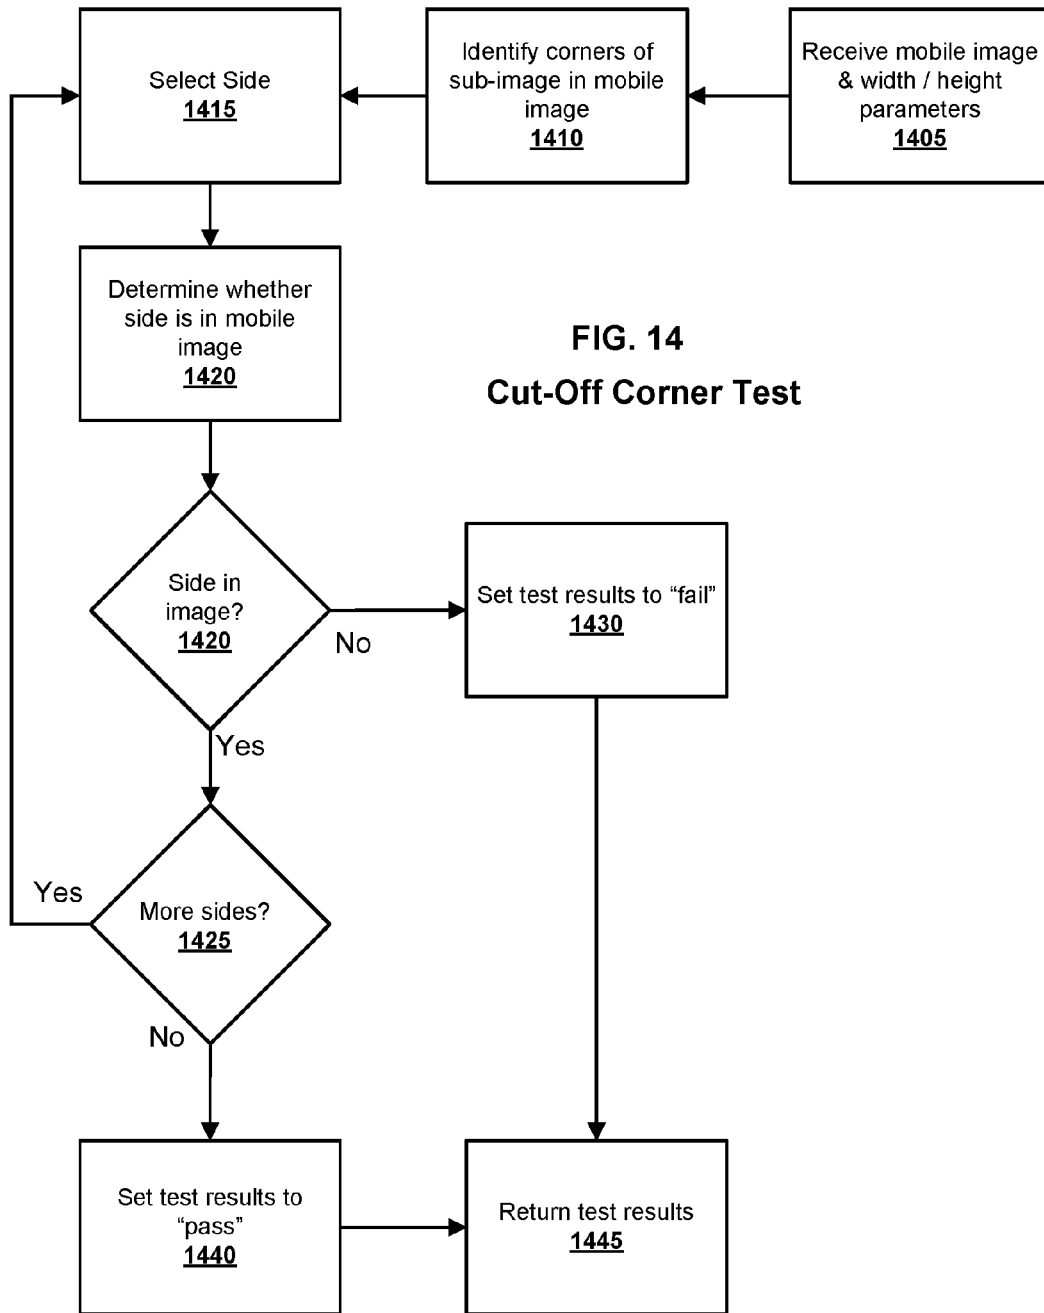 Select Side
1415
Identify corners of
sub-image in mobile
image
1410
Receive mobile image
& width / height
parameters
1405
Determine whether
side is in mobile
image
1420
FIG. 14
Cut-Off Corner Test
Side in
image?
1420
No
Set test results to “fail”
1430
Yes
Yes
More sides?
1425
No
Set test results to
“pass”
1440
Return test results
1445